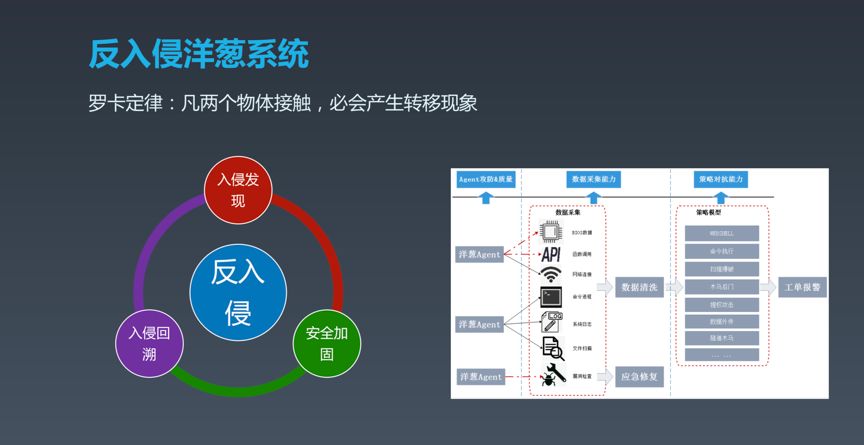 反入侵洋葱系统
罗卡定律：凡两个物体接触，必会产生转移现象
入侵发
现
反入
侵
入侵回
溯
安全加
固
Agent攻防&质量
数据采集能力
策略对抗能力
数据采集
策略模型
洋葱Agent
洋葱Agent
洋葱Agent
BIOS数据
API
函数调用
网络连接
命令进程
系统日志
文件扫描
漏洞检查
数据清洗
应急修复
WEBSHELL
命令执行
扫描爆破
木马后门
提权攻击
数据外传
隧道木马
... ...
工单报警